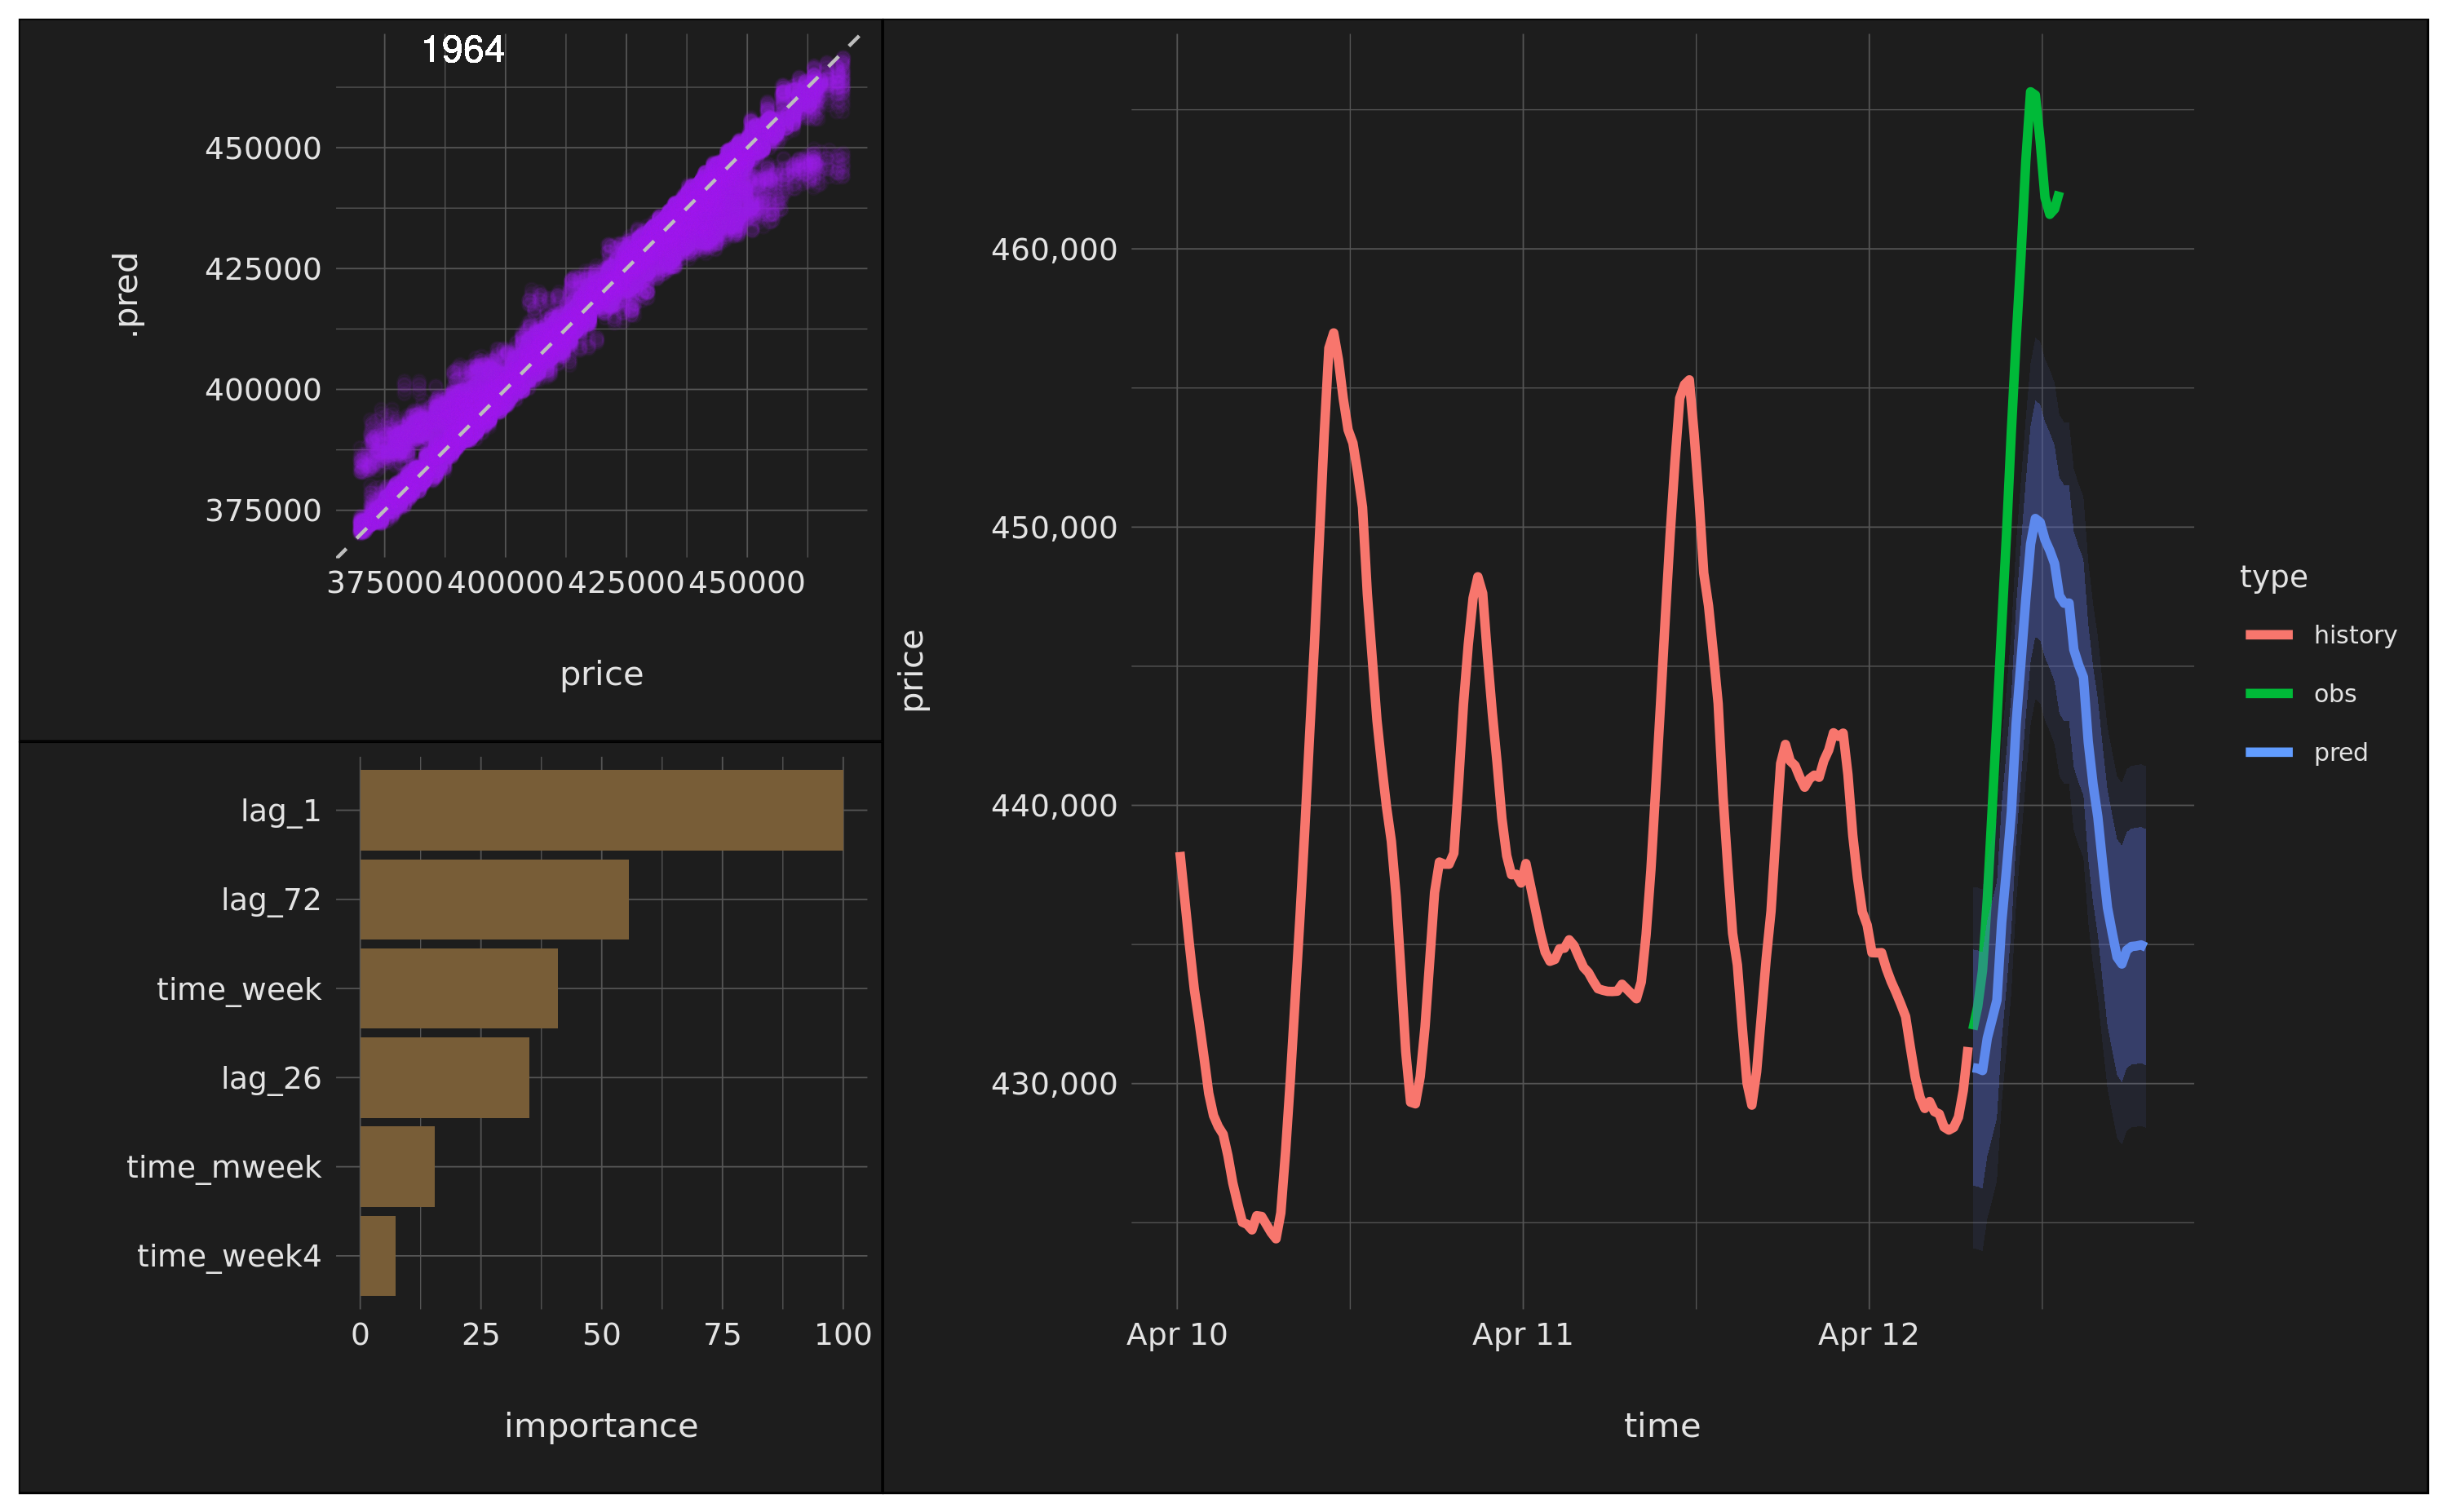 1964
.pred
450000
425000
400000
375000
375000 400000 425000 450000
price
lag_1
lag_72
time_week
lag_26
time_mweek
time_week4
0 25 50 75 100
importance
price
460,000
450,000
440,000
430,000
Apr 10 Apr 11 Apr 12
time
type
history
obs
pred